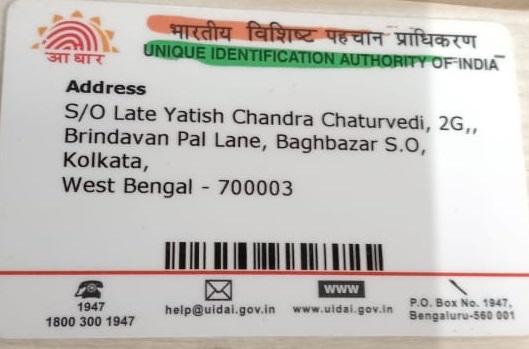 भारतीय विशिष्ट पहचान प्राधिकरण
UNIQUE IDENTIFICATION AUTHORITY OF INDIA
आधार
Address
S/O Late Yatish Chandra Chaturvedi, 2G,,
Brindavan Pal Lane, Baghbazar S.O,
Kolkata,
West Bengal - 700003
1947
1800 300 1947
help@uidai.gov.in
WWW
www.uidai.gov.in
P.O. Box No. 1947,
Bengaluru-560 001